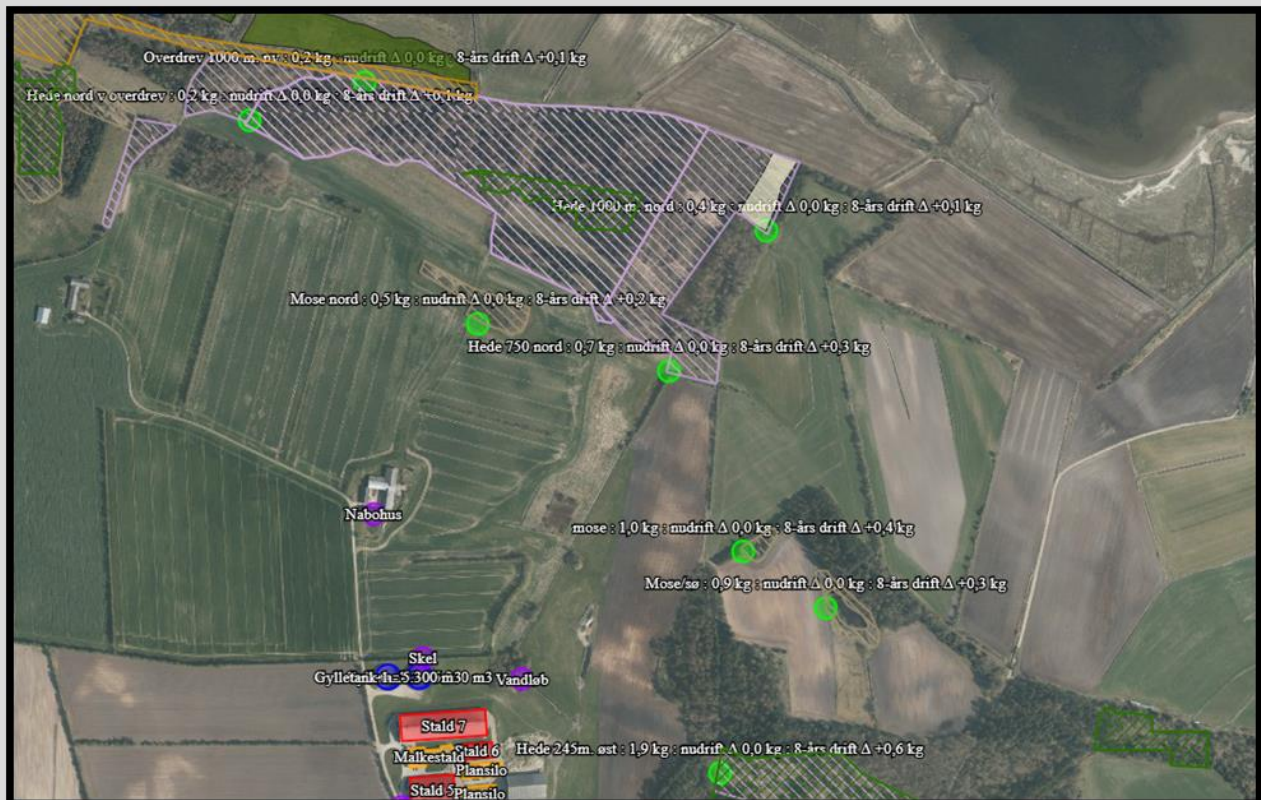 Overdrev 1000 m. nv : 0,2 kg : nudrift Δ 0,0 kg : 8-års drift Δ +0,1 kg
Hede nord v overdrev : 0,2 kg : nudrift Δ 0,0 kg : 8-års drift Δ +0,1 kg
Hede 1000 m. nord : 0,4 kg : nudrift Δ 0,0 kg : 8-års drift Δ +0,1 kg
Mose nord : 0,5 kg : nudrift Δ 0,0 kg : 8-års drift Δ +0,2 kg
Hede 750 nord : 0,7 kg : nudrift Δ 0,0 kg : 8-års drift Δ +0,3 kg
Nabohus
mose : 1,0 kg : nudrift Δ 0,0 kg : 8-års drift Δ +0,4 kg
Mose/sø : 0,9 kg : nudrift Δ 0,0 kg : 8-års drift Δ +0,3 kg
Skel
Gylletank 5.300 m3 Vandløb
Stald 7
Hede 245m. øst : 1,9 kg : nudrift Δ 0,0 kg : 8-års drift Δ +0,6 kg
Malkestald Stald 6
Plansilo
Stald 5 Plansilo